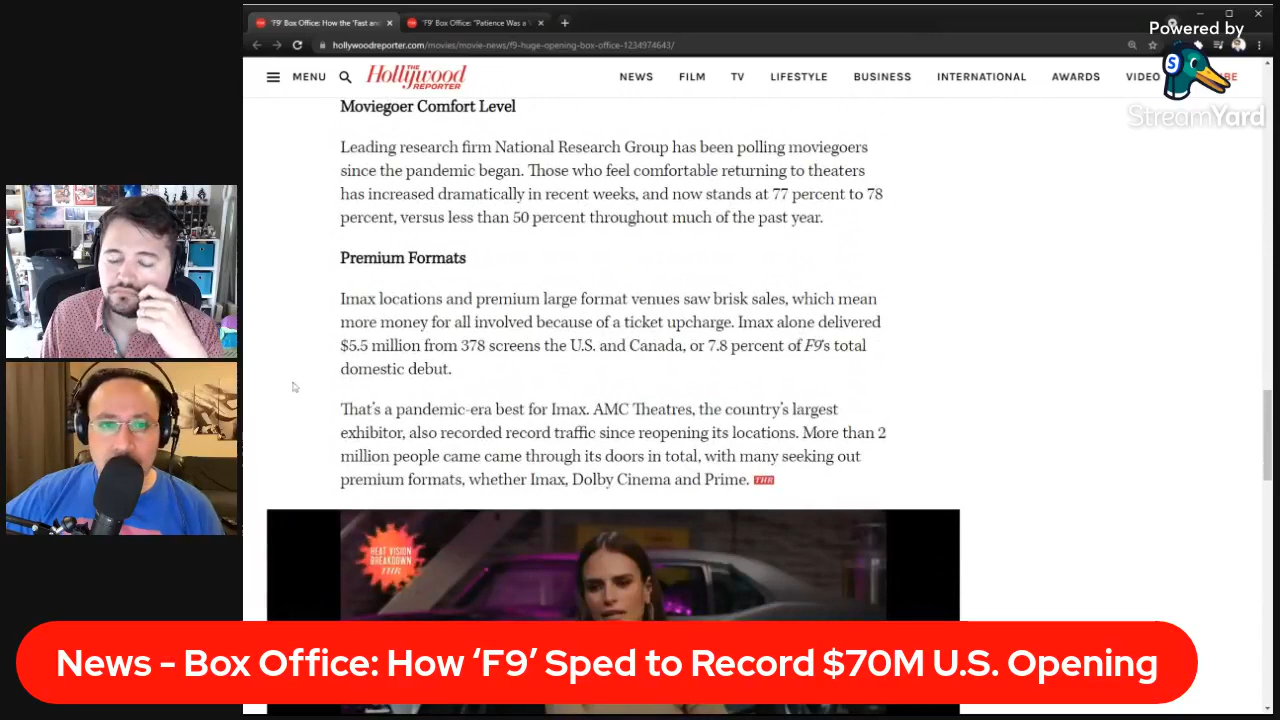 'F9' Box Office: How the 'Fast an
'F9' Box Office: "Patience Was a
hollywoodreporter.com/movies/movie-news/f9-huge-opening-box-office-1234974643/
Powered by
StreamYard
MENU
THE
Hollywood
REPORTER
NEWS FILM TV LIFESTYLE BUSINESS INTERNATIONAL AWARDS VIDEO
Moviegoer Comfort Level
Leading research firm National Research Group has been polling moviegoers
since the pandemic began. Those who feel comfortable returning to theaters
has increased dramatically in recent weeks, and now stands at 77 percent to 78
percent, versus less than 50 percent throughout much of the past year.
Premium Formats
Imax locations and premium large format venues saw brisk sales, which mean
more money for all involved because of a ticket upcharge. Imax alone delivered
$5.5 million from 378 screens the U.S. and Canada, or 7.8 percent of F9's total
domestic debut.
That's a pandemic-era best for Imax. AMC Theatres, the country's largest
exhibitor, also recorded record traffic since reopening its locations. More than 2
million people came came through its doors in total, with many seeking out
premium formats, whether Imax, Dolby Cinema and Prime. THR
HEAT VISION
BREAKDOWN
THR
News - Box Office: How ‘F9’ Sped to Record $70M U.S. Opening